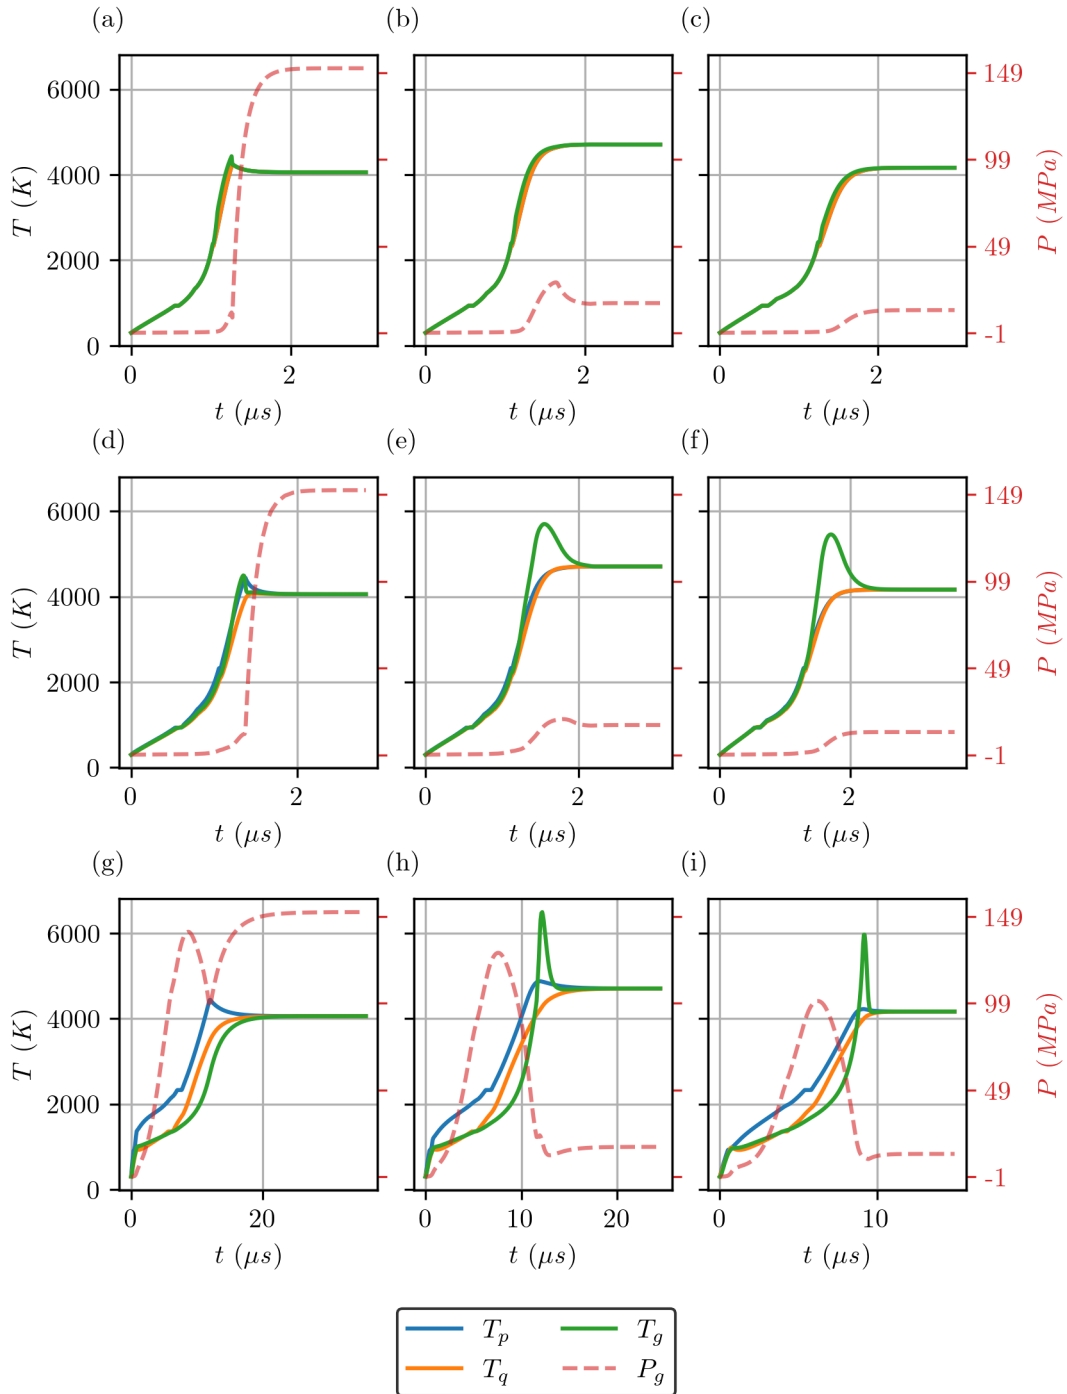 (a) (b) (c)
6000
4000
2000
0
T (K)
149
99
49
-1
P (MPa)
0 2 0 2 0 2
t (μs) t (μs) t (μs)
(d) (e) (f)
6000
4000
2000
0
T (K)
149
99
49
-1
P (MPa)
0 2 0 2 0 2
t (μs) t (μs) t (μs)
(g) (h) (i)
6000
4000
2000
0
T (K)
149
99
49
-1
P (MPa)
0 20 0 10 20 0 10
t (μs) t (μs) t (μs)
T_p T_g
T_q P_g